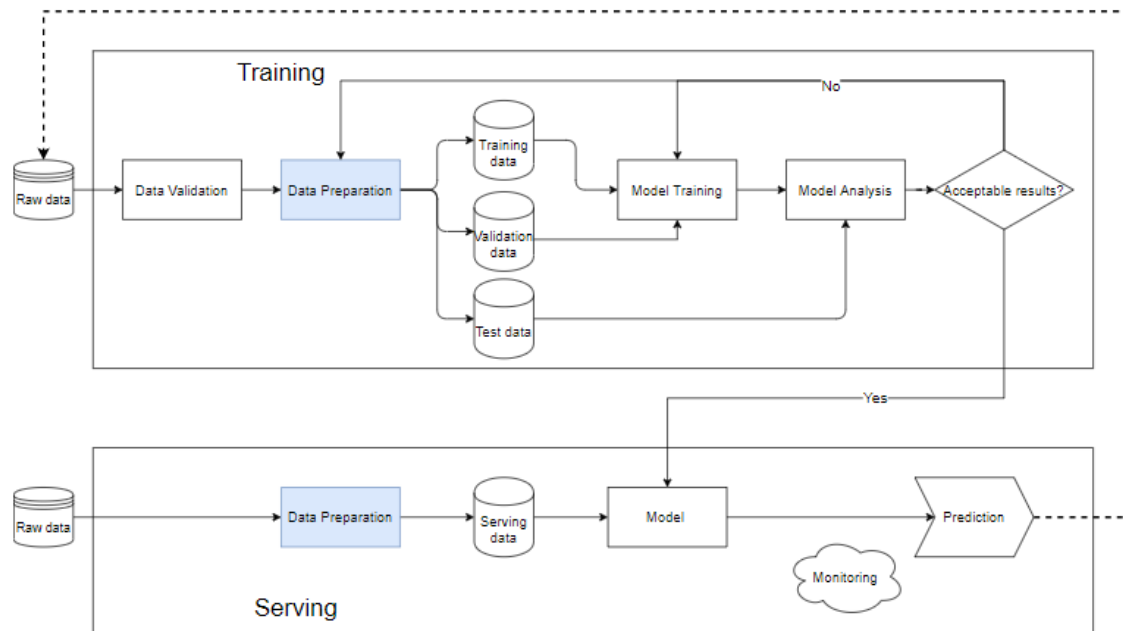 Training
No
Training
data
Raw data
Data Validation
Data Preparation
Model Training
Model Analysis
Acceptable results?
Validation
data
Test data
Yes
Raw data
Data Preparation
Serving
data
Model
Prediction
Monitoring
Serving